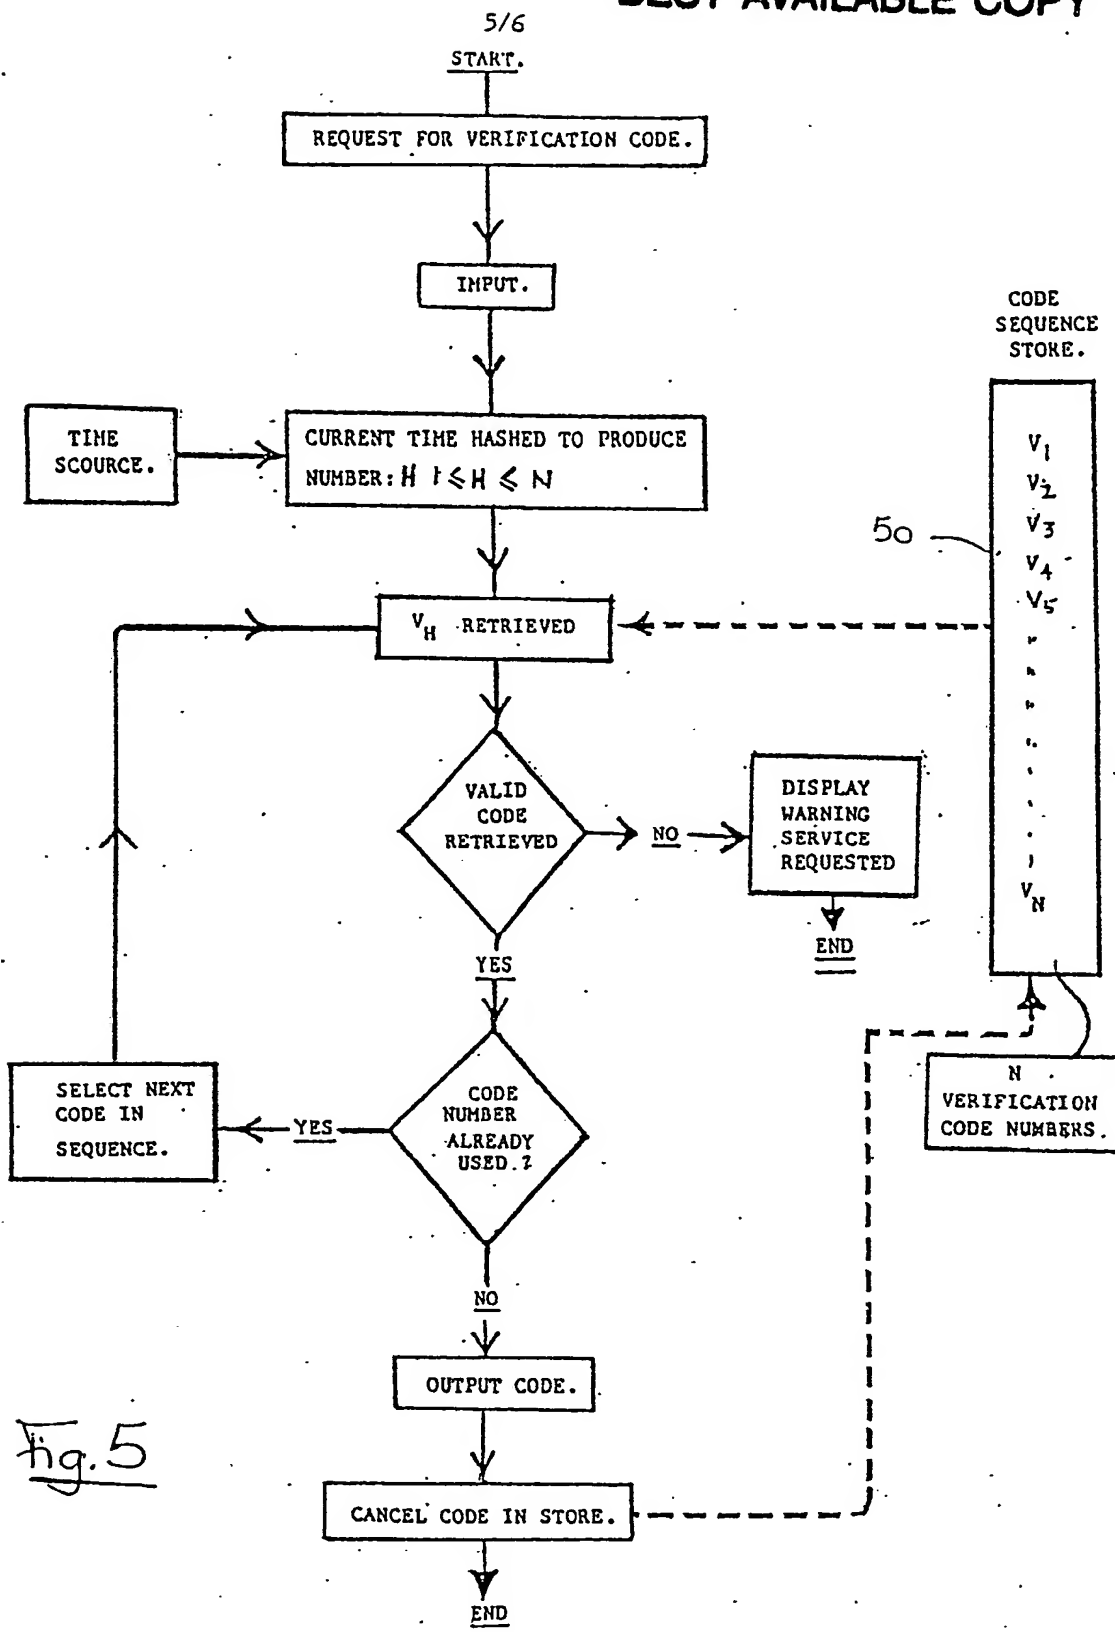 BEST AVAILABLE COPY
5/6
START.
REQUEST FOR VERIFICATION CODE.
INPUT.
CODE
SEQUENCE
STORE.
TIME
SCOURCE.
CURRENT TIME HASHED TO PRODUCE
NUMBER: H 1 ≤ H ≤ N
V1
V2
V3
V4
V5
VN
50
VH RETRIEVED
VALID
CODE
RETRIEVED
NO
DISPLAY
WARNING
SERVICE
REQUESTED
END
YES
N
VERIFICATION
CODE NUMBERS.
SELECT NEXT
CODE IN
SEQUENCE.
YES
CODE
NUMBER
ALREADY
USED.?
NO
OUTPUT CODE.
Fig. 5
CANCEL CODE IN STORE.
END